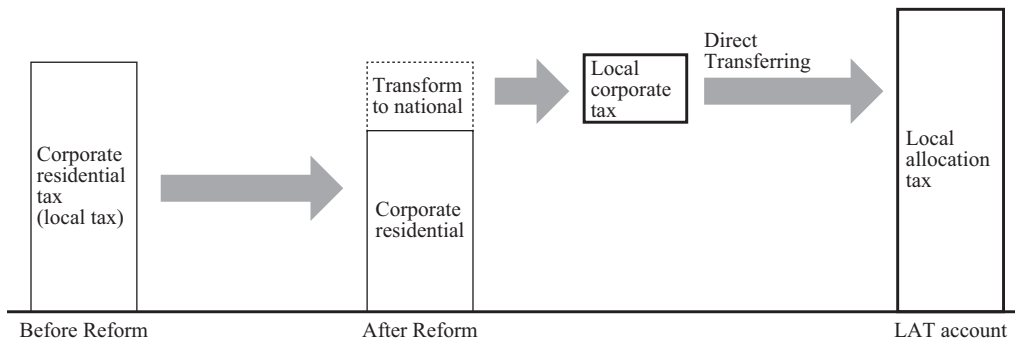 Direct
Transferring
Transform
to national
Local
corporate
tax
Corporate
residential
tax
(local tax)
Corporate
residential
Local
allocation
tax
Before Reform
After Reform
LAT account